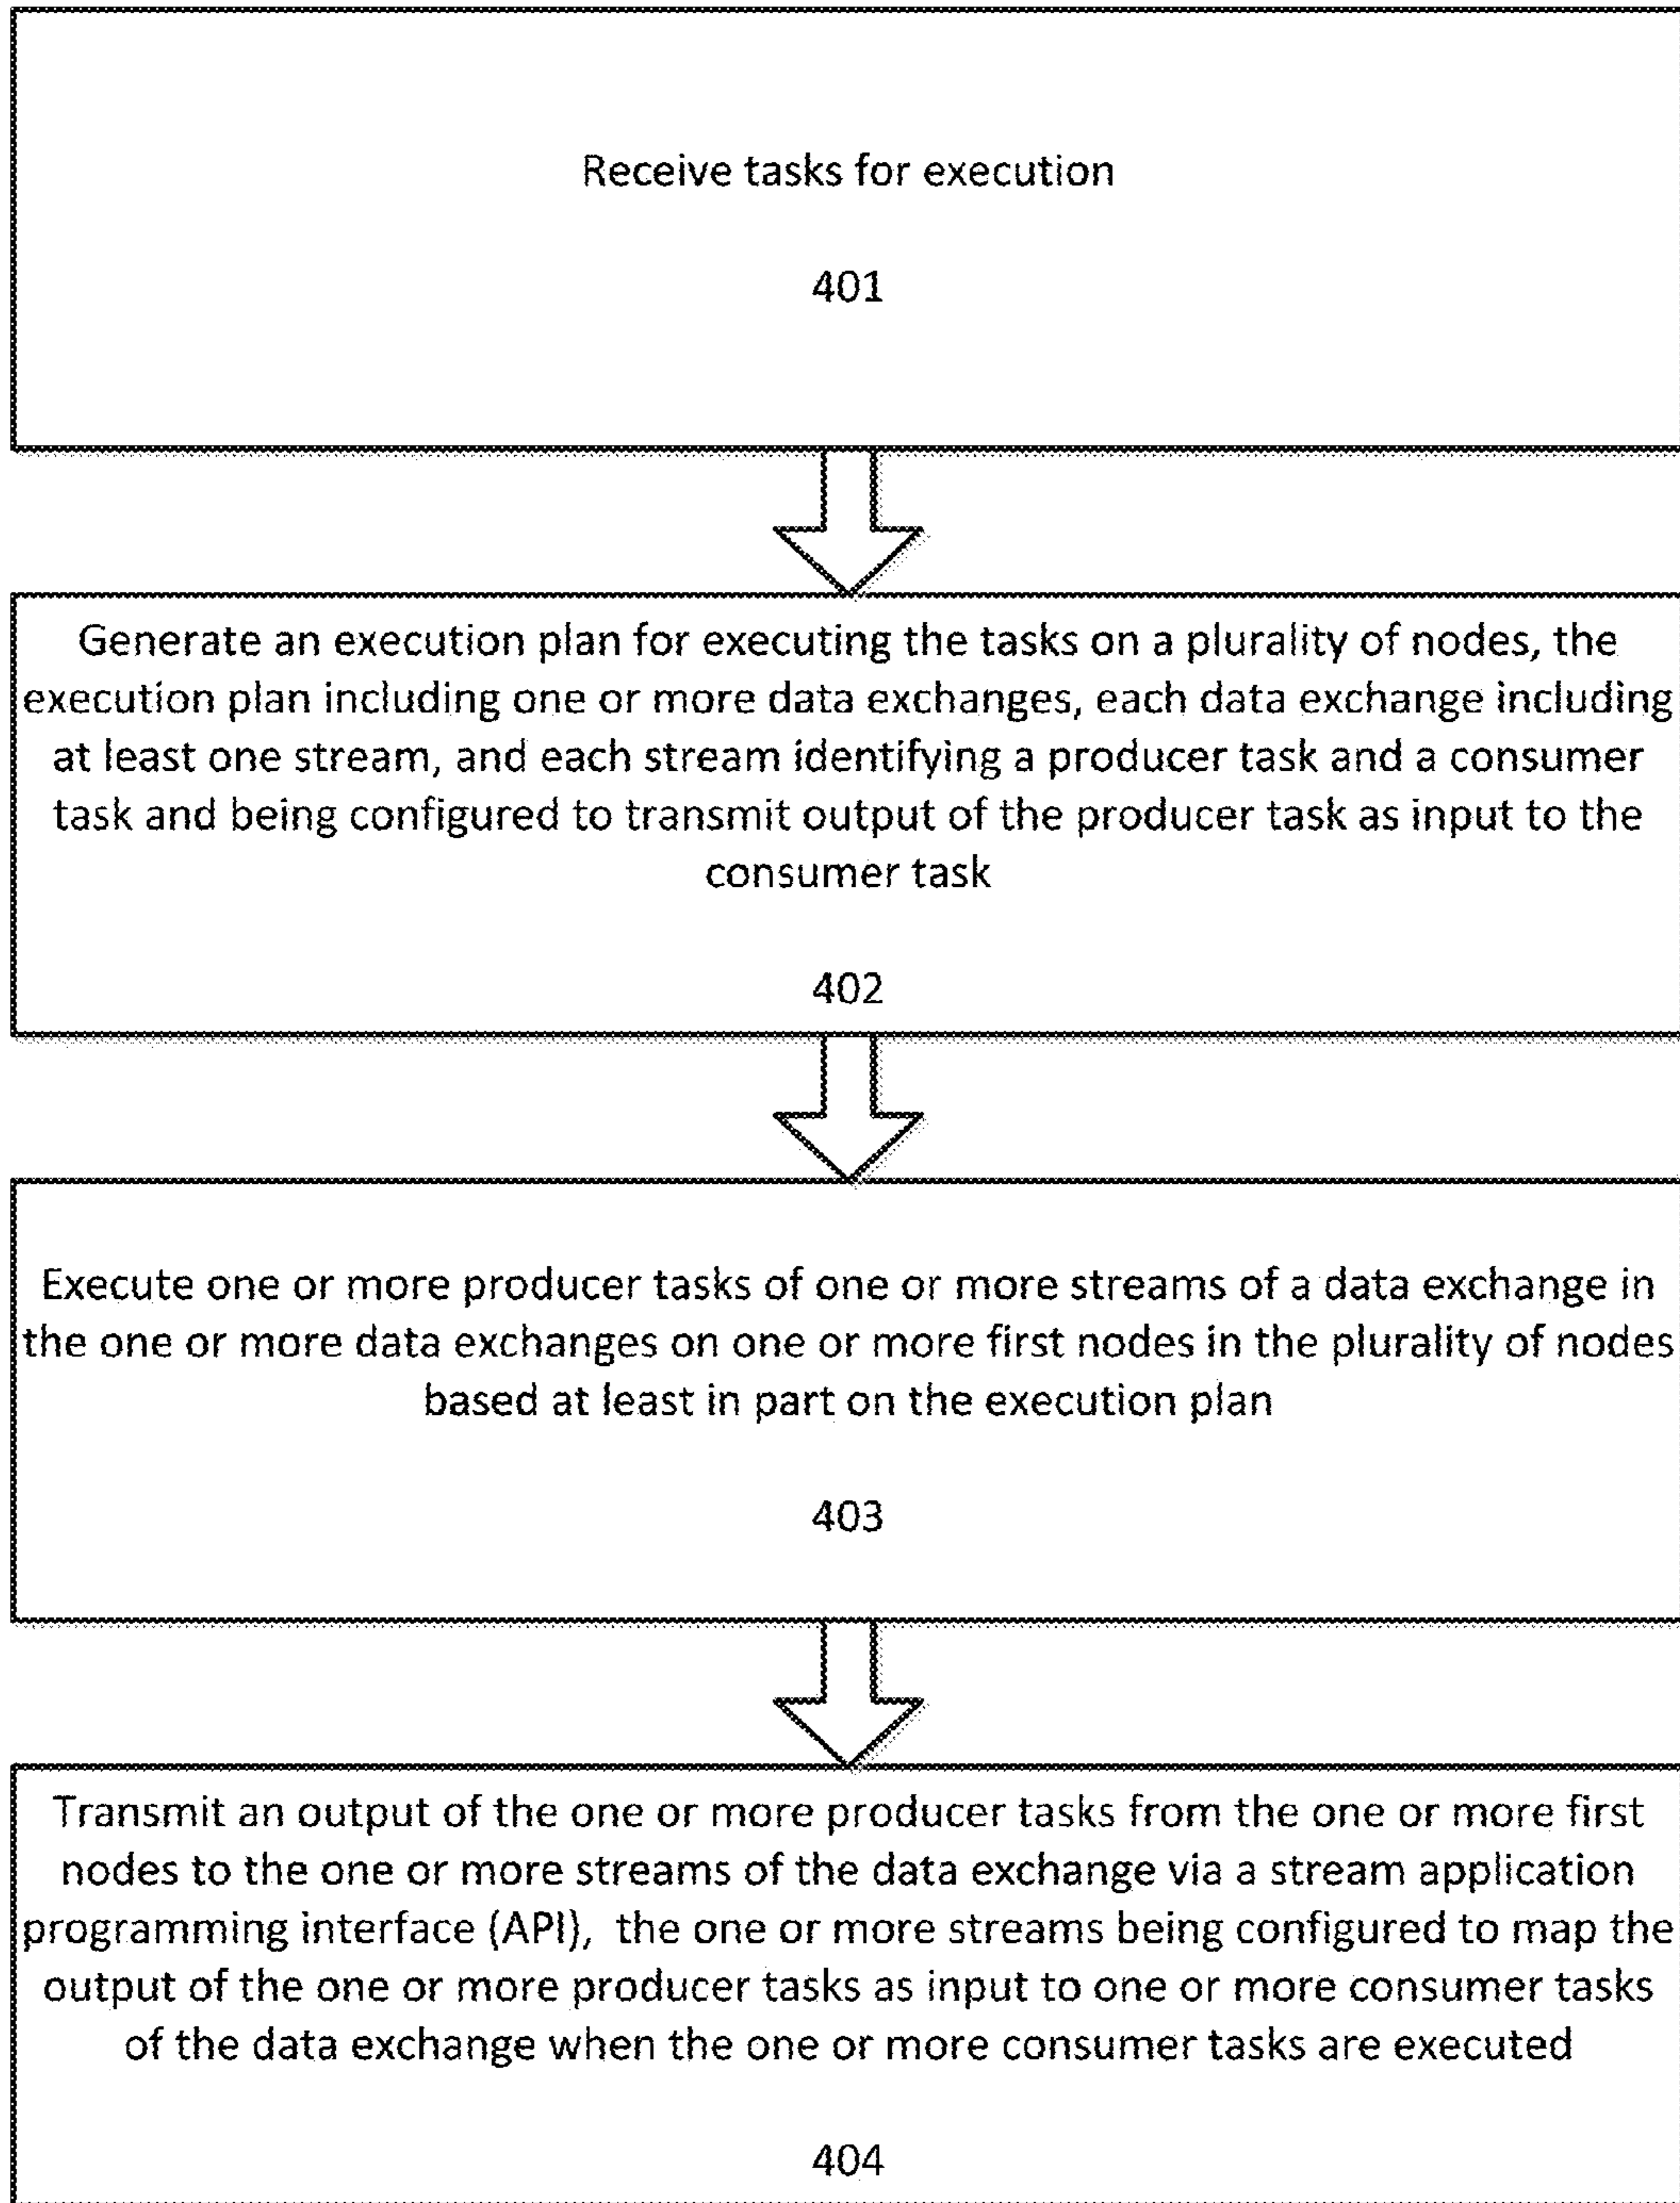 Receive tasks for execution
401
Generate an execution plan for executing the tasks on a plurality of nodes, the
execution plan including one or more data exchanges, each data exchange including
at least one stream, and each stream identifying a producer task and a consumer
task and being configured to transmit output of the producer task as input to the
consumer task
402
Execute one or more producer tasks of one or more streams of a data exchange in
the one or more data exchanges on one or more first nodes in the plurality of nodes
based at least in part on the execution plan
403
Transmit an output of the one or more producer tasks from the one or more first
nodes to the one or more streams of the data exchange via a stream application
programming interface (API), the one or more streams being configured to map the
output of the one or more producer tasks as input to one or more consumer tasks
of the data exchange when the one or more consumer tasks are executed
404